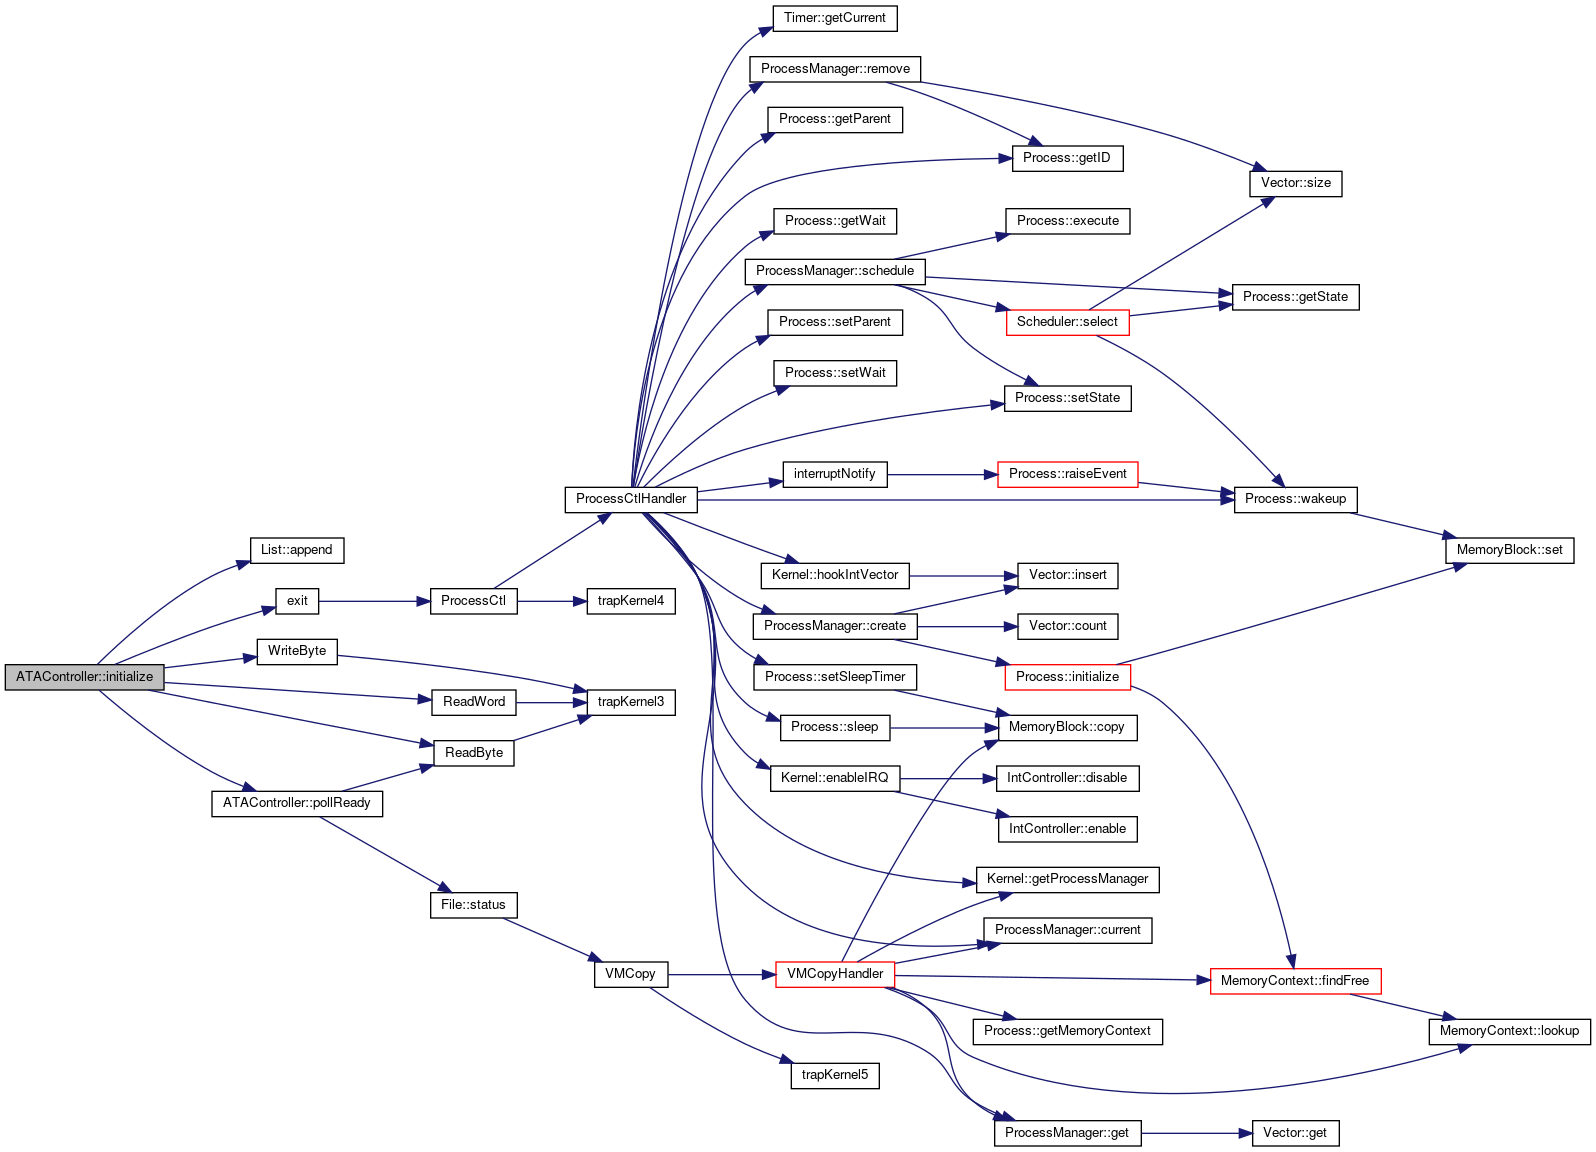 Timer::getCurrent
ProcessManager::remove
Process::getParent
Process::getID
Vector::size
Process::getWait
Process::execute
ProcessManager::schedule
Process::getState
Process::setParent
Scheduler::select
Process::setWait
Process::setState
interruptNotify
Process::raiseEvent
ProcessCtlHandler
Process::wakeup
List::append
MemoryBlock::set
Kernel::hookIntVector
Vector::insert
exit
ProcessCtl
trapKernel4
ProcessManager::create
Vector::count
WriteByte
ATAController::initialize
Process::setSleepTimer
Process::initialize
ReadWord
trapKernel3
Process::sleep
MemoryBlock::copy
ReadByte
Kernel::enableIRQ
IntController::disable
ATAController::pollReady
IntController::enable
Kernel::getProcessManager
File::status
ProcessManager::current
VMCopy
VMCopyHandler
MemoryContext::findFree
Process::getMemoryContext
MemoryContext::lookup
trapKernel5
ProcessManager::get
Vector::get